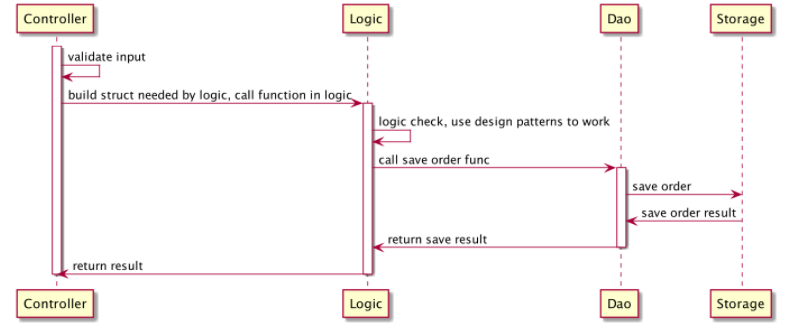 Controller
Logic
Dao
Storage
validate input
build struct needed by logic, call function in logic
logic check, use design patterns to work
call save order func
save order
save order result
return save result
return result
Controller
Logic
Dao
Storage